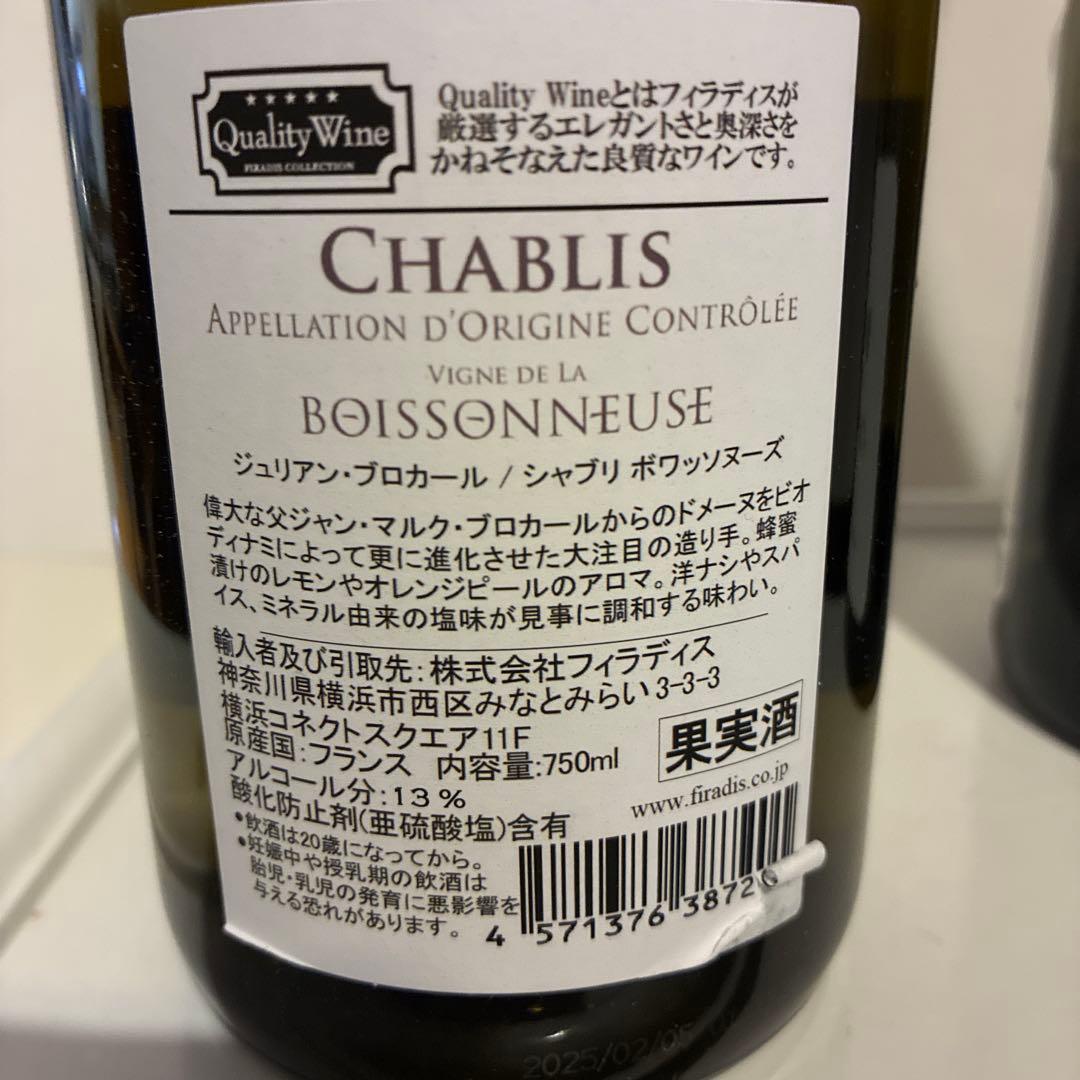 ★★★★★
Quality Wine
FIRADIS COLLECTION
Quality Wineとはフィラディスが
厳選するエレガントさと奥深さを
かねそなえた良質なワインです。
CHABLIS
APPELLATION D'ORIGINE CONTRÔLÉE
VIGNE DE LA
BOISSONNEUSE
ジュリアン・ブロカール / シャブリ ボワッソヌーズ
偉大な父ジャン・マルク・ブロカールからのドメーヌをビオ
ディナミによって更に進化させた大注目の造り手。蜂蜜
漬けのレモンやオレンジピールのアロマ。洋ナシやスパ
イス、ミネラル由来の塩味が見事に調和する味わい。
輸入者及び引取先：株式会社フィラディス
神奈川県横浜市西区みなとみらい3-3-3
横浜コネクトスクエア11F
原産国：フランス 内容量:750ml
アルコール分：13％
酸化防止剤(亜硫酸塩)含有
果実酒
www.firadis.co.jp
●飲酒は20歳になってから。
●妊娠中や授乳期の飲酒は
胎児・乳児の発育に悪影響を
与える恐れがあります。
4 571376 3872
2025/02/0